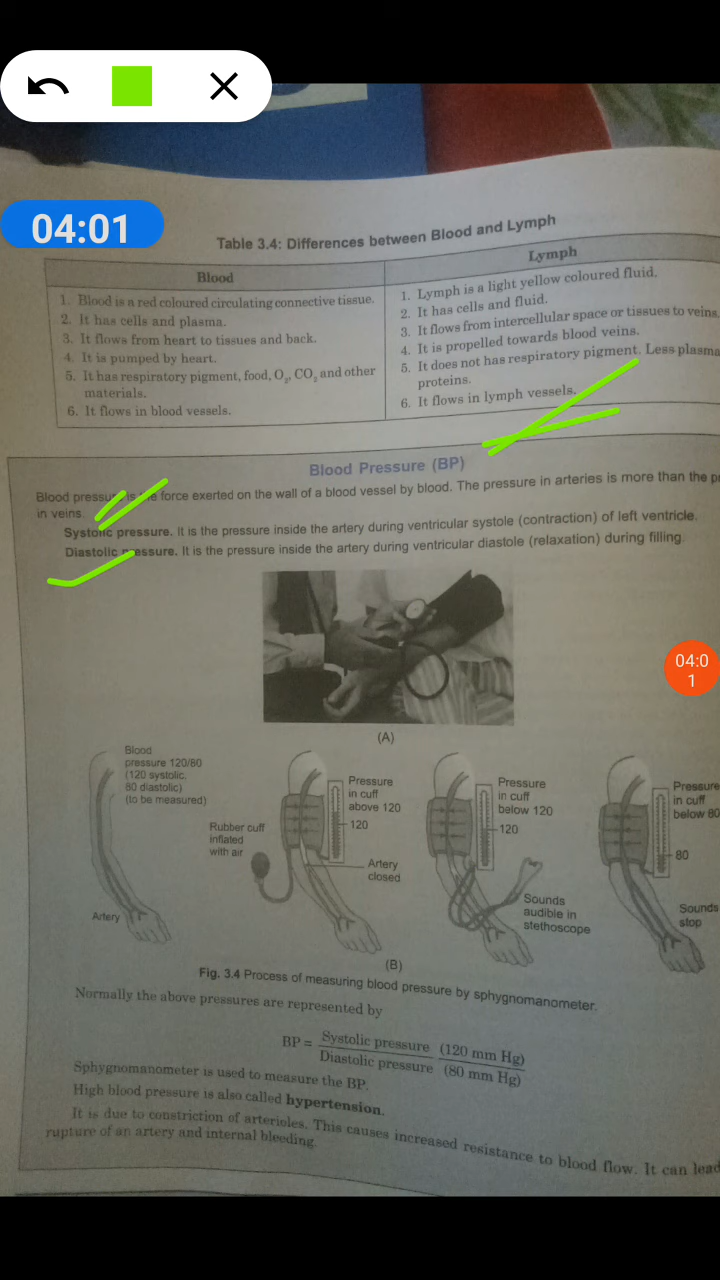 04:01
Table 3.4: Differences between Blood and Lymph
Blood
1. Blood is a red coloured circulating connective tissue.
2. It has cells and plasma.
3. It flows from heart to tissues and back.
4. It is pumped by heart.
5. It has respiratory pigment, food, O₂, CO₂ and other
materials.
6. It flows in blood vessels.
Lymph
1. Lymph is a light yellow coloured fluid.
2. It has cells and fluid.
3. It flows from intercellular space or tissues to veins.
4. It is propelled towards blood veins.
5. It does not has respiratory pigment. Less plasma
proteins.
6. It flows in lymph vessels.
Blood Pressure (BP)
Blood pressure is the force exerted on the wall of a blood vessel by blood. The pressure in arteries is more than the
in veins.
Systolic pressure. It is the pressure inside the artery during ventricular systole (contraction) of left ventricle.
Diastolic pressure. It is the pressure inside the artery during ventricular diastole (relaxation) during filling.
04:0
1
(A)
Blood
pressure 120/80
(120 systolic.
80 diastolic)
(to be measured)
Artery
Rubber cuff
inflated
with air
Pressure
in cuff
above 120
120
Artery
closed
Pressure
in cuff
below 120
120
Sounds
audible in
stethoscope
Pressure
in cuff
below 80
80
Sounds
stop
(B)
Fig. 3.4 Process of measuring blood pressure by sphygnomanometer.
Normally the above pressures are represented by
BP = Systolic pressure (120 mm Hg)
Diastolic pressure (80 mm Hg)
Sphygnomanometer is used to measure the BP.
High blood pressure is also called hypertension.
It is due to constriction of arterioles. This causes increased resistance to blood flow. It can lead
rupture of an artery and internal bleeding.